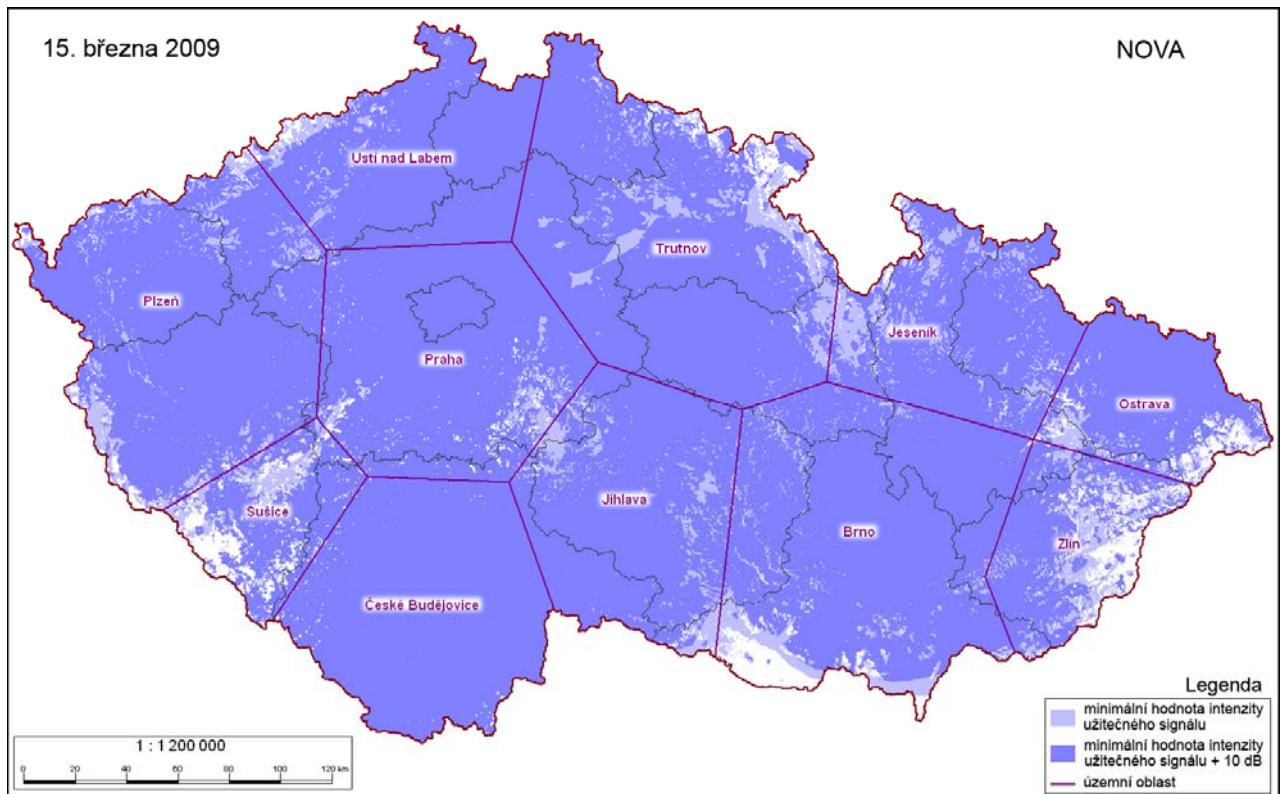 15. března 2009
NOVA
Ustí nad Labem
Trutnov
Plzeň
Jeseník
Praha
Ostrava
Sušice
Jihlava
Brno
Zlín
České Budějovice
Legenda
minimální hodnota intenzity
užitečného signálu
minimální hodnota intenzity
užitečného signálu + 10 dB
územní oblast
1 : 1 200 000
0 20 40 60 80 100 120 km